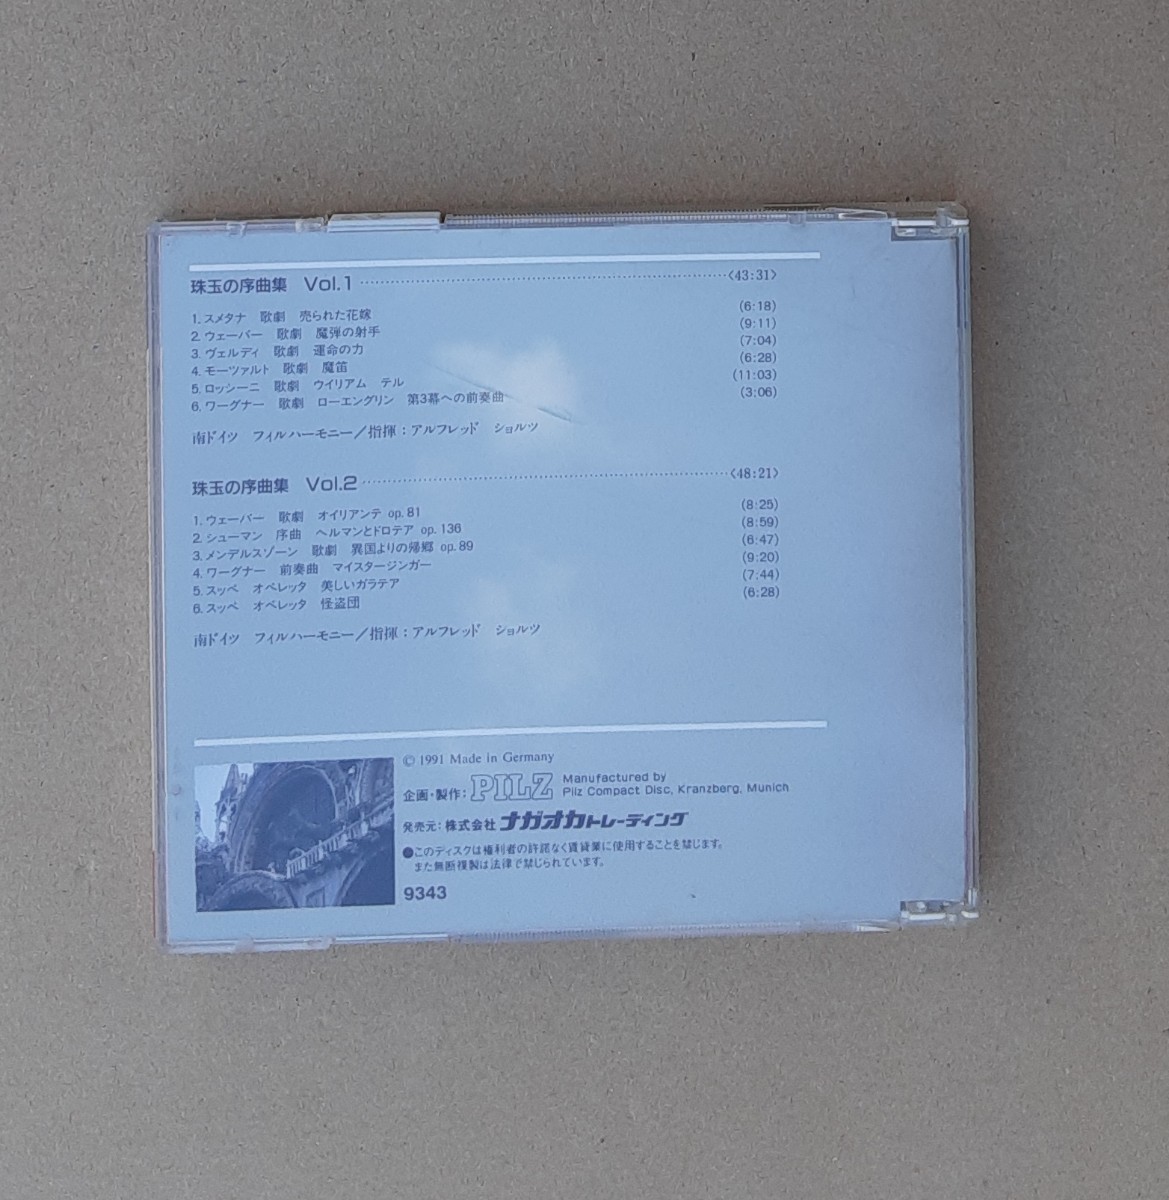 珠玉の序曲集 Vol.1 〈43:31〉
1. スメタナ 歌劇 売られた花嫁 (6:18)
2. ウェーバー 歌劇 魔弾の射手 (9:11)
3. ヴェルディ 歌劇 運命の力 (7:04)
4. モーツァルト 歌劇 魔笛 (6:28)
5. ロッシーニ 歌劇 ウイリアム テル (11:03)
6. ワーグナー 歌劇 ローエングリン 第3幕への前奏曲 (3:06)
南ドイツ フィルハーモニー／指揮：アルフレッド ショルツ
珠玉の序曲集 Vol.2 〈48:21〉
1. ウェーバー 歌劇 オイリアンテ op.81 (8:25)
2. シューマン 序曲 ヘルマンとドロテア op.136 (8:59)
3. メンデルスゾーン 歌劇 異国よりの帰郷 op.89 (6:47)
4. ワーグナー 前奏曲 マイスタージンガー (9:20)
5. スッペ オペレッタ 美しいガラテア (7:44)
6. スッペ オペレッタ 怪盗団 (6:28)
南ドイツ フィルハーモニー／指揮：アルフレッド ショルツ
© 1991 Made in Germany
企画・製作：PILZ Manufactured by
Pilz Compact Disc, Kranzberg, Munich
発売元：株式会社 ナガオカトレーディング
●このディスクは権利者の許諾なく賃貸業に使用することを禁じます。
また無断複製は法律で禁じられています。
9343